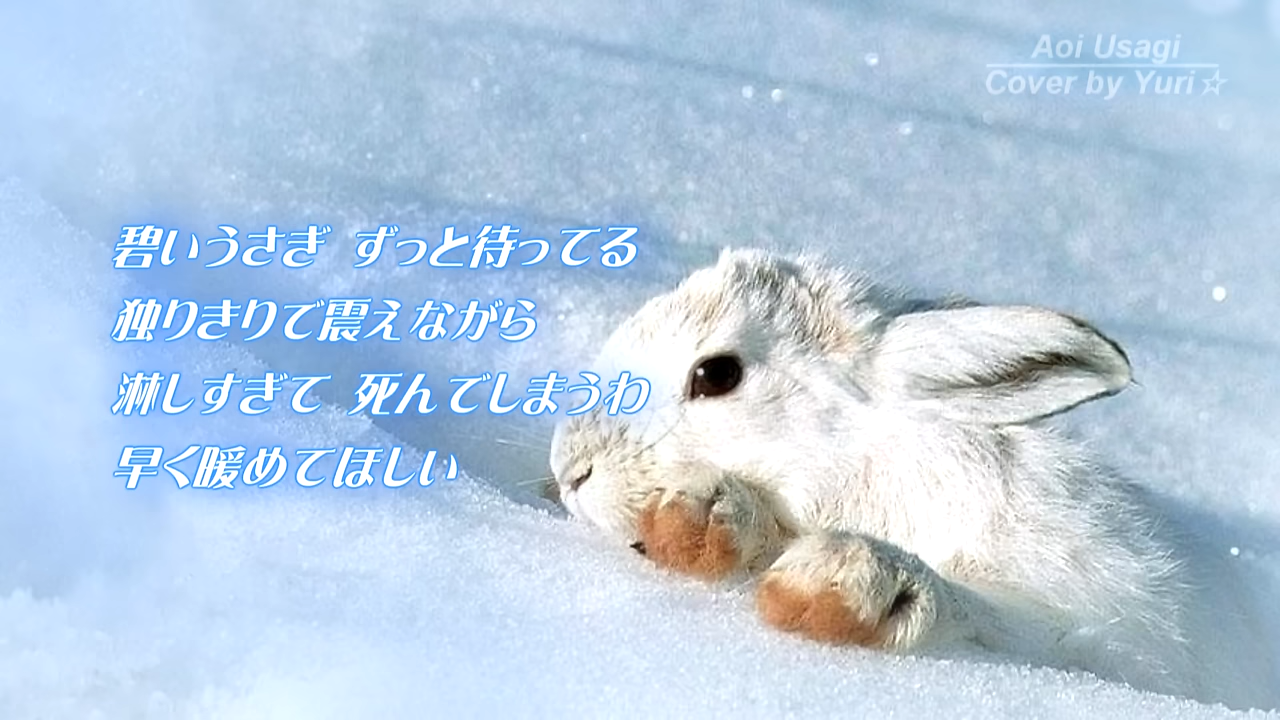 Aoi Usagi
Cover by Yuri☆
碧いうさぎ ずっと待ってる
独りきりで震えながら
淋しすぎて 死んでしまうわ
早く暖めてほしい